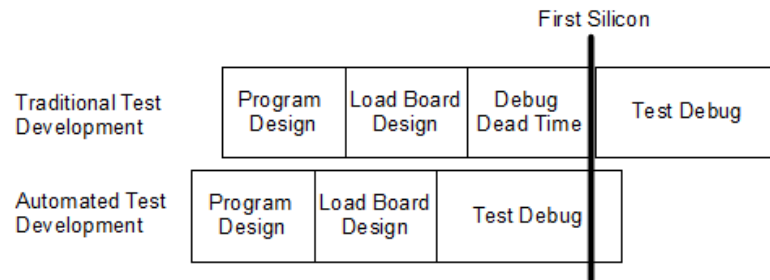 First Silicon
Traditional Test
Development
Program
Design
Load Board
Design
Debug
Dead Time
Test Debug
Automated Test
Development
Program
Design
Load Board
Design
Test Debug